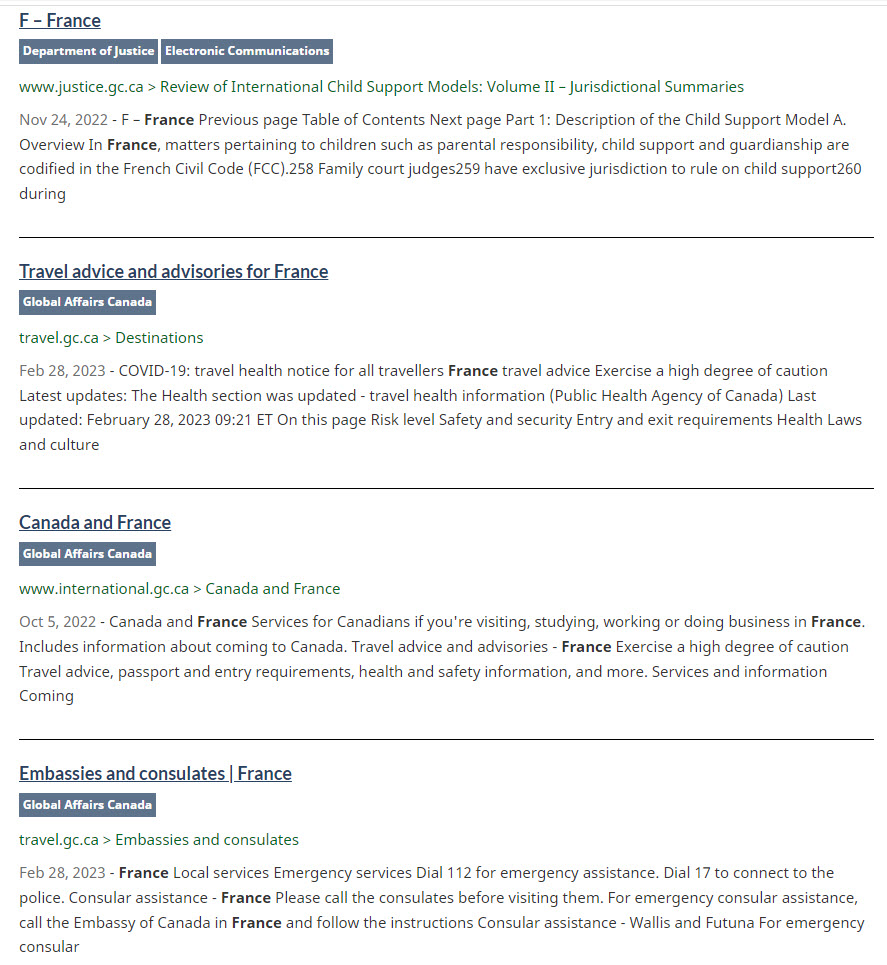 F – France
Department of Justice Electronic Communications
www.justice.gc.ca > Review of International Child Support Models: Volume II – Jurisdictional Summaries
Nov 24, 2022 - F – France Previous page Table of Contents Next page Part 1: Description of the Child Support Model A.
Overview In France, matters pertaining to children such as parental responsibility, child support and guardianship are
codified in the French Civil Code (FCC).258 Family court judges259 have exclusive jurisdiction to rule on child support260
during
Travel advice and advisories for France
Global Affairs Canada
travel.gc.ca > Destinations
Feb 28, 2023 - COVID-19: travel health notice for all travellers France travel advice Exercise a high degree of caution
Latest updates: The Health section was updated - travel health information (Public Health Agency of Canada) Last
updated: February 28, 2023 09:21 ET On this page Risk level Safety and security Entry and exit requirements Health Laws
and culture
Canada and France
Global Affairs Canada
www.international.gc.ca > Canada and France
Oct 5, 2022 - Canada and France Services for Canadians if you're visiting, studying, working or doing business in France.
Includes information about coming to Canada. Travel advice and advisories - France Exercise a high degree of caution
Travel advice, passport and entry requirements, health and safety information, and more. Services and information
Coming
Embassies and consulates | France
Global Affairs Canada
travel.gc.ca > Embassies and consulates
Feb 28, 2023 - France Local services Emergency services Dial 112 for emergency assistance. Dial 17 to connect to the
police. Consular assistance - France Please call the consulates before visiting them. For emergency consular assistance,
call the Embassy of Canada in France and follow the instructions Consular assistance - Wallis and Futuna For emergency
consular